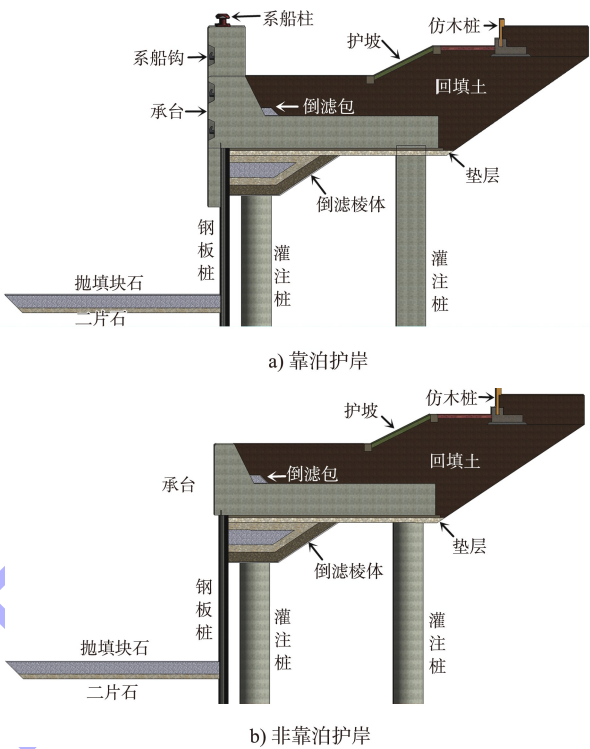 系船柱
仿木桩
护坡
系船钩
回填土
承台
倒滤包
垫层
倒滤棱体
钢板桩
灌注桩
灌注桩
抛填块石
二片石
a) 靠泊护岸
仿木桩
护坡
回填土
倒滤包
承台
垫层
倒滤棱体
钢板桩
灌注桩
灌注桩
抛填块石
二片石
b) 非靠泊护岸